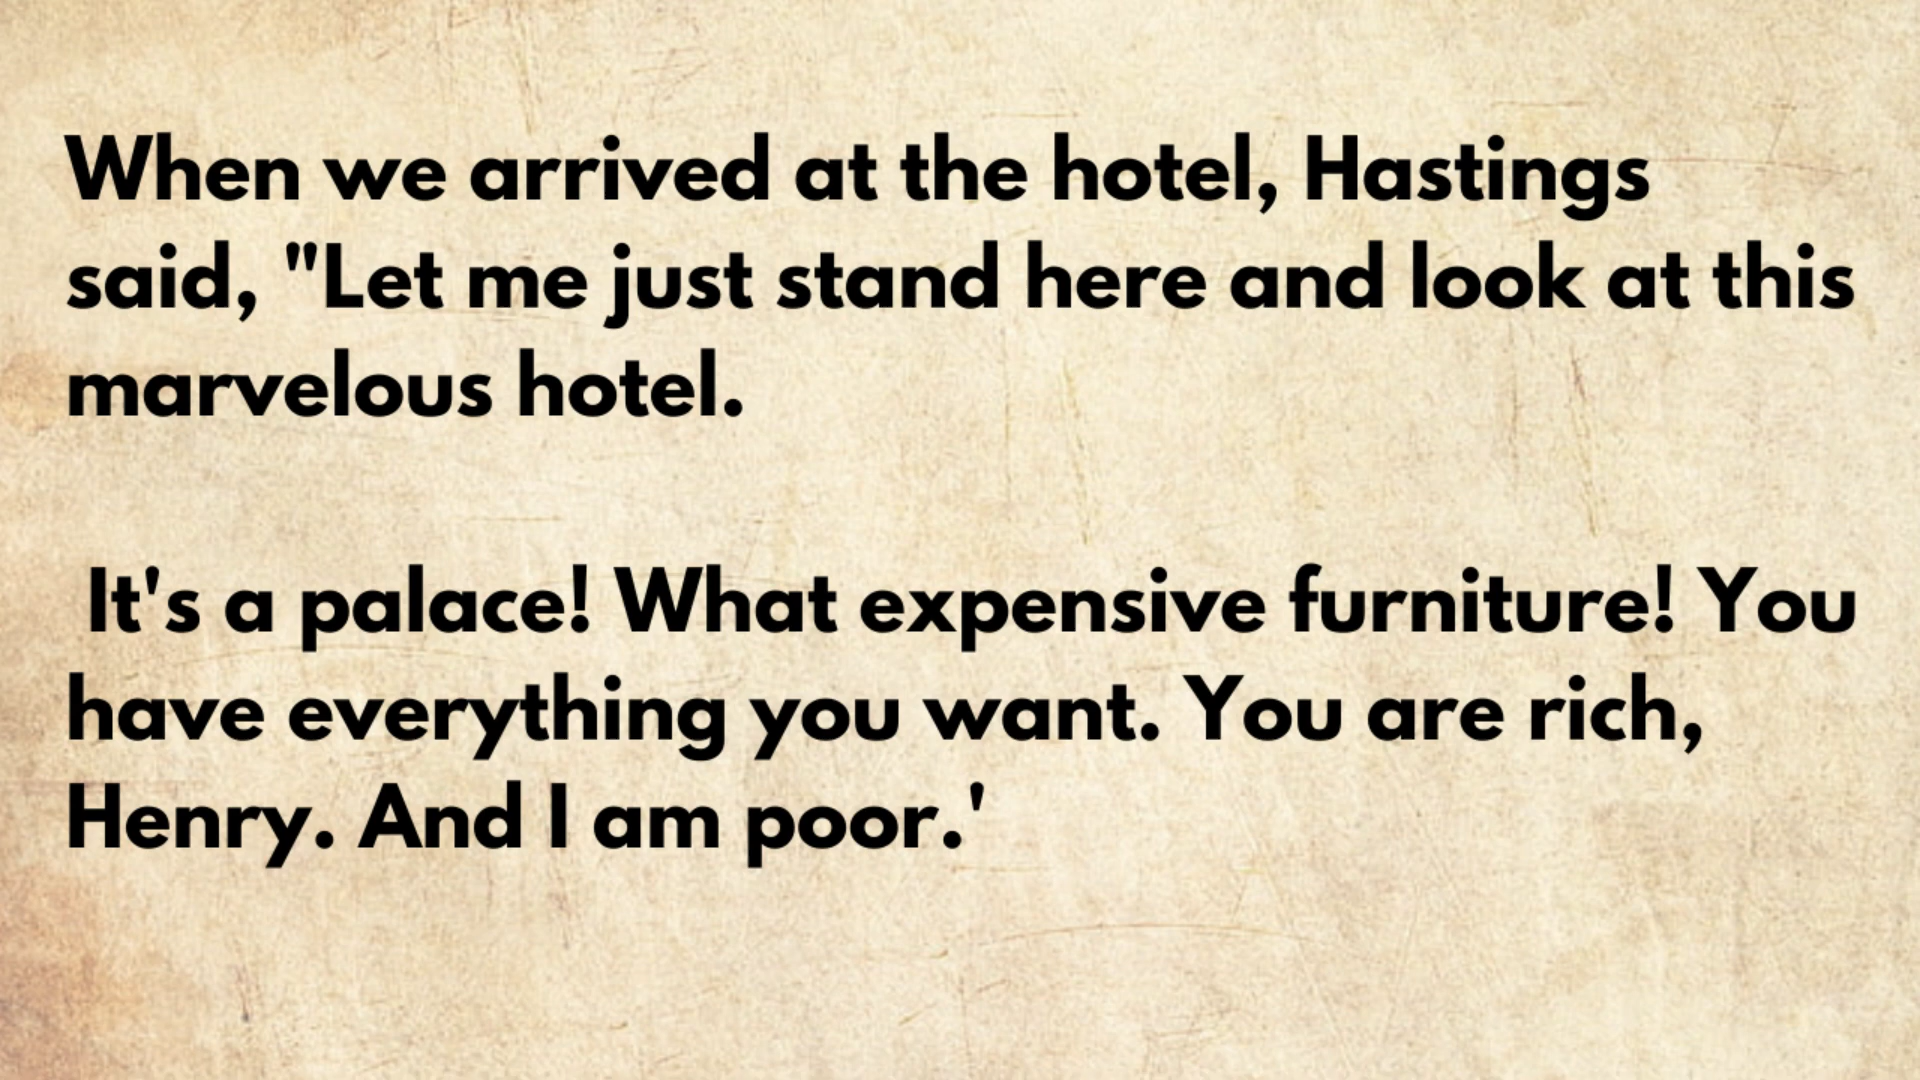 When we arrived at the hotel, Hastings
said, "Let me just stand here and look at this
marvelous hotel.
It's a palace! What expensive furniture! You
have everything you want. You are rich,
Henry. And I am poor.'